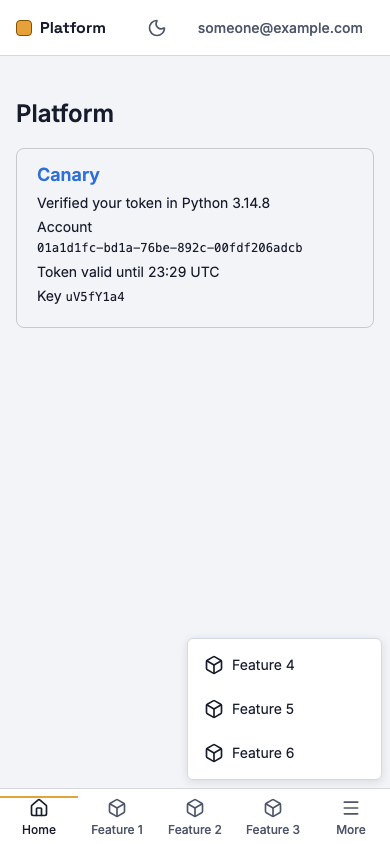 Platform
someone@example.com
Platform
Canary
Verified your token in Python 3.14.8
Account
01a1d1fc-bd1a-76be-892c-00fdf206adcb
Token valid until 23:29 UTC
Key uV5fY1a4
Feature 4
Feature 5
Feature 6
Home
Feature 1
Feature 2
Feature 3
More